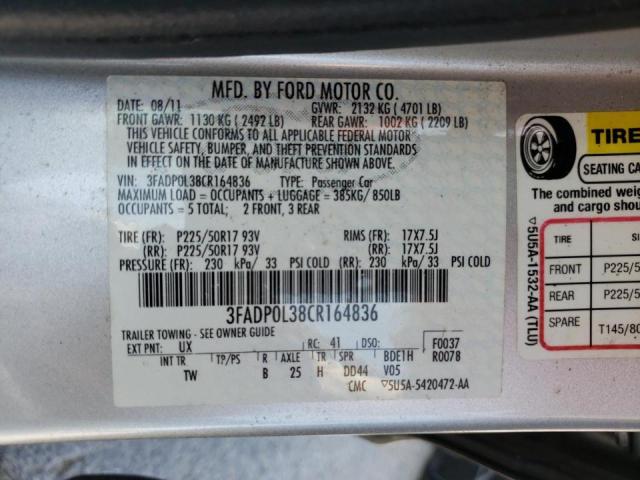 MFD. BY FORD MOTOR CO.
DATE: 08/11 GVWR: 2132 KG ( 4701 LB)
FRONT GAWR: 1130 KG ( 2492 LB) REAR GAWR: 1002 KG ( 2209 LB)
THIS VEHICLE CONFORMS TO ALL APPLICABLE FEDERAL MOTOR
VEHICLE SAFETY, BUMPER, AND THEFT PREVENTION STANDARDS
IN EFFECT ON THE DATE OF MANUFACTURE SHOWN ABOVE.
VIN: 3FADP0L38CR164836 TYPE: Passenger Car
MAXIMUM LOAD = OCCUPANTS + LUGGAGE = 385KG/ 850LB
OCCUPANTS = 5 TOTAL; 2 FRONT, 3 REAR
TIRE (FR): P225/50R17 93V RIMS (FR): 17X7.5J
(RR): P225/50R17 93V (RR): 17X7.5J
PRESSURE (FR): 230 kPa/ 33 PSI COLD (RR): 230 kPa/ 33 PSI COLD
3FADP0L38CR164836
TRAILER TOWING - SEE OWNER GUIDE
EXT PNT: UX RC: 41 DSO: F0037
INT TR TP/PS R AXLE TR SPR BDE1H R0078
TW B 25 H DD44 V05
CMC 5U5A-5420472-AA
5U5A-1532-AA (TLU)
TIRE
SEATING CA
The combined weig
and cargo shou
TIRE SI
FRONT P225/5
REAR P225/5
SPARE T145/80